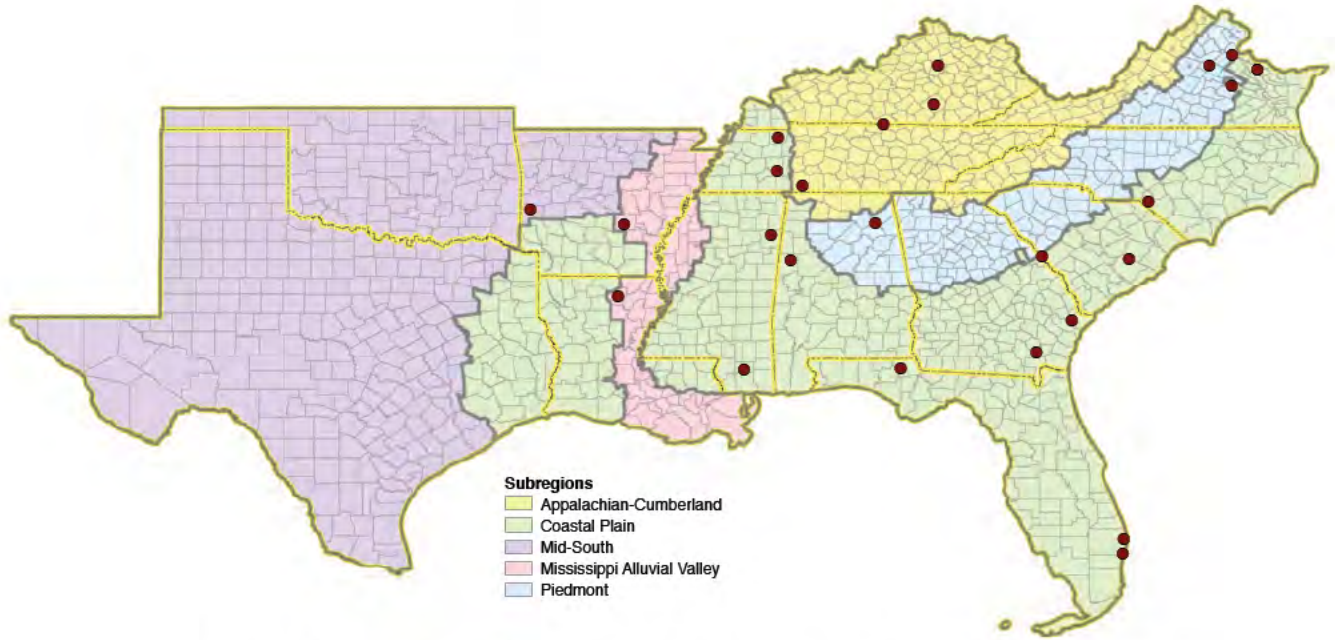 Subregions
Appalachian-Cumberland
Coastal Plain
Mid-South
Mississippi Alluvial Valley
Piedmont